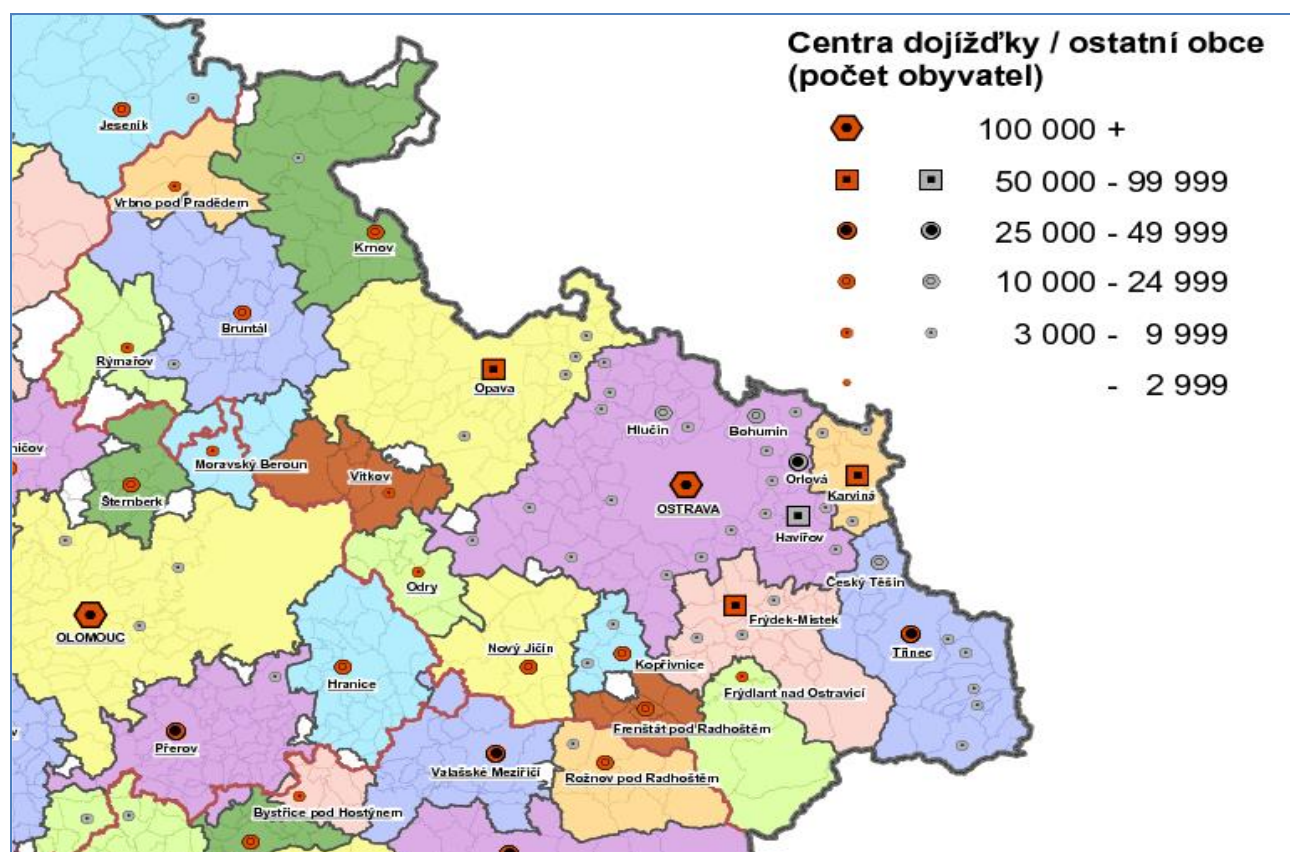 Centra dojížďky / ostatní obce
(počet obyvatel)
100 000 +
50 000 - 99 999
25 000 - 49 999
10 000 - 24 999
3 000 - 9 999
- 2 999
Jeseník
Vrbno pod Pradědem
Krnov
Bruntál
Rýmařov
Opava
Hlučín
Bohumín
ničov
Moravský Beroun
Vítkov
Orlová
Karviná
Šternberk
OSTRAVA
Havířov
Český Těšín
Odry
Frýdek-Místek
OLOMOUC
Nový Jičín
Třinec
Kopřivnice
Hranice
Frýdlant nad Ostravicí
Frenštát pod Radhoštěm
v
Přerov
Valašské Meziříčí
Rožnov pod Radhoštěm
Bystřice pod Hostýnem